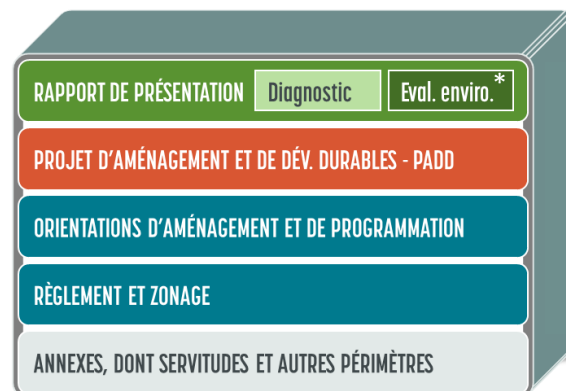 RAPPORT DE PRÉSENTATION Diagnostic Eval. enviro.*
PROJET D'AMÉNAGEMENT ET DE DÉV. DURABLES - PADD
ORIENTATIONS D'AMÉNAGEMENT ET DE PROGRAMMATION
RÈGLEMENT ET ZONAGE
ANNEXES, DONT SERVITUDES ET AUTRES PÉRIMÈTRES